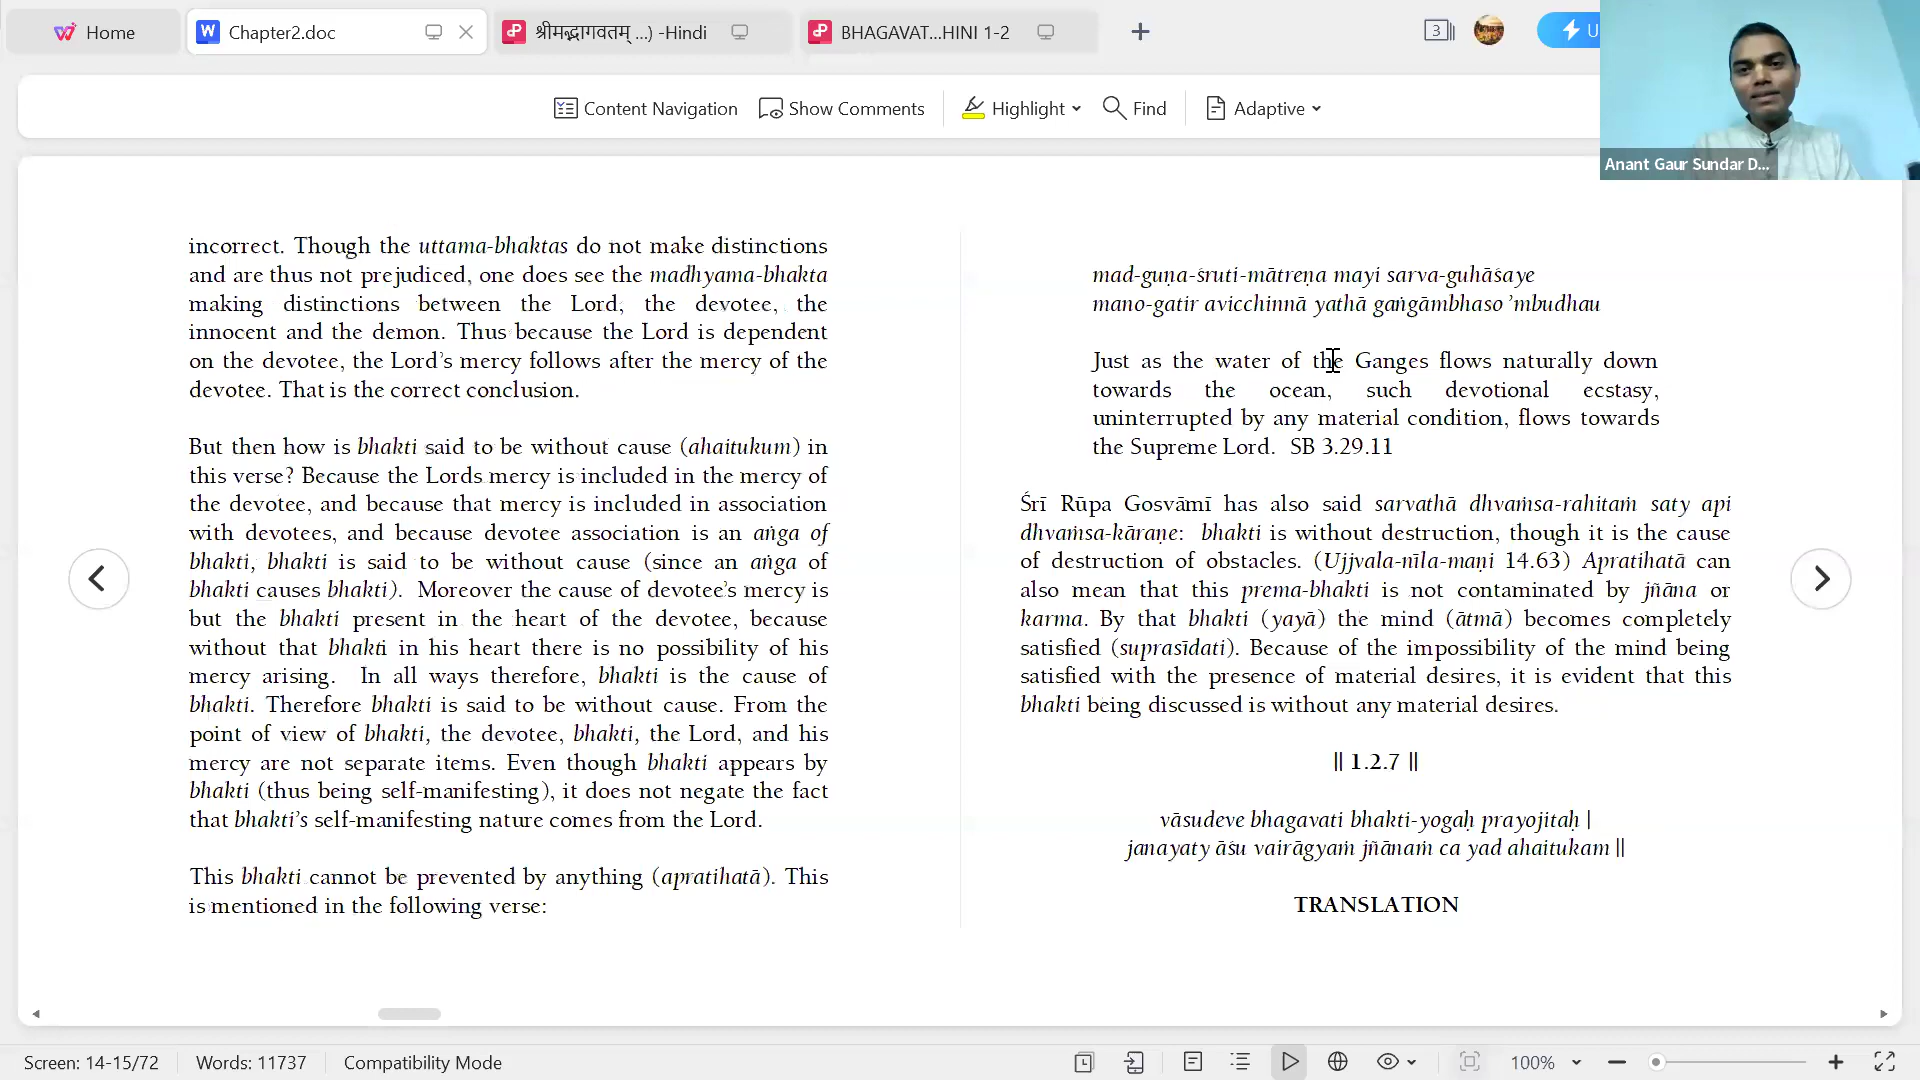 Home
Chapter2.doc
श्रीमद्भागवतम् ...) -Hindi
BHAGAVAT...HINI 1-2
3
U
Content Navigation
Show Comments
Highlight
Find
Adaptive
Anant Gaur Sundar D...
incorrect. Though the uttama-bhaktas do not make distinctions
and are thus not prejudiced, one does see the madhyama-bhakta
making distinctions between the Lord, the devotee, the
innocent and the demon. Thus because the Lord is dependent
on the devotee, the Lord’s mercy follows after the mercy of the
devotee. That is the correct conclusion.
But then how is bhakti said to be without cause (ahaitukum) in
this verse? Because the Lords mercy is included in the mercy of
the devotee, and because that mercy is included in association
with devotees, and because devotee association is an aṅga of
bhakti, bhakti is said to be without cause (since an aṅga of
bhakti causes bhakti). Moreover the cause of devotee’s mercy is
but the bhakti present in the heart of the devotee, because
without that bhakti in his heart there is no possibility of his
mercy arising. In all ways therefore, bhakti is the cause of
bhakti. Therefore bhakti is said to be without cause. From the
point of view of bhakti, the devotee, bhakti, the Lord, and his
mercy are not separate items. Even though bhakti appears by
bhakti (thus being self-manifesting), it does not negate the fact
that bhakti’s self-manifesting nature comes from the Lord.
This bhakti cannot be prevented by anything (apratihatā). This
is mentioned in the following verse:
mad-guṇa-śruti-mātreṇa mayi sarva-guhāśaye
mano-gatir avicchinnā yathā gaṅgāmbhaso ’mbudhau
Just as the water of the Ganges flows naturally down
towards the ocean, such devotional ecstasy,
uninterrupted by any material condition, flows towards
the Supreme Lord. SB 3.29.11
Śrī Rūpa Gosvāmī has also said sarvathā dhvaṁsa-rahitaṁ saty api
dhvaṁsa-kāraṇe: bhakti is without destruction, though it is the cause
of destruction of obstacles. (Ujjvala-nīla-maṇi 14.63) Apratihatā can
also mean that this prema-bhakti is not contaminated by jñāna or
karma. By that bhakti (yayā) the mind (ātmā) becomes completely
satisfied (suprasīdati). Because of the impossibility of the mind being
satisfied with the presence of material desires, it is evident that this
bhakti being discussed is without any material desires.
|| 1.2.7 ||
vāsudeve bhagavati bhakti-yogaḥ prayojitaḥ |
janayaty āśu vairāgyaṁ jñānaṁ ca yad ahaitukam ||
TRANSLATION
Screen: 14-15/72
Words: 11737
Compatibility Mode
100%